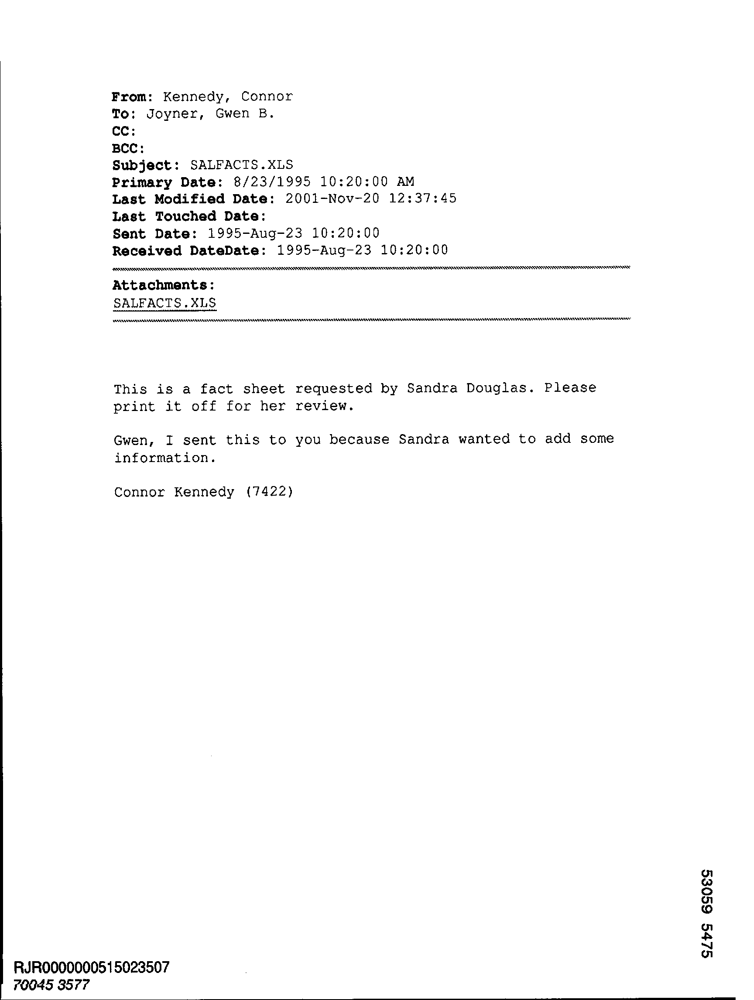 From: Kennedy, Connor
To: Joyner, Gwen B.
CC:
BCC:
Subject: SALFACTS.XLS
Primary Date: 8/23/1995 10:20:00 AM
Last Modified Date: 2001-Nov-20 12:37:45
Last Touched Date:
Sent Date: 1995-Aug-23 10:20:00
Received DateDate: 1995-Aug-23 10:20:00
Attachments:
SALFACTS.XLS
This is a fact sheet requested by Sandra Douglas. Please
print it off for her review.
Gwen, I sent this to you because Sandra wanted to add some
information.
Connor Kennedy (7422)
53059 5475
RJR0000000515023507
70045 3577